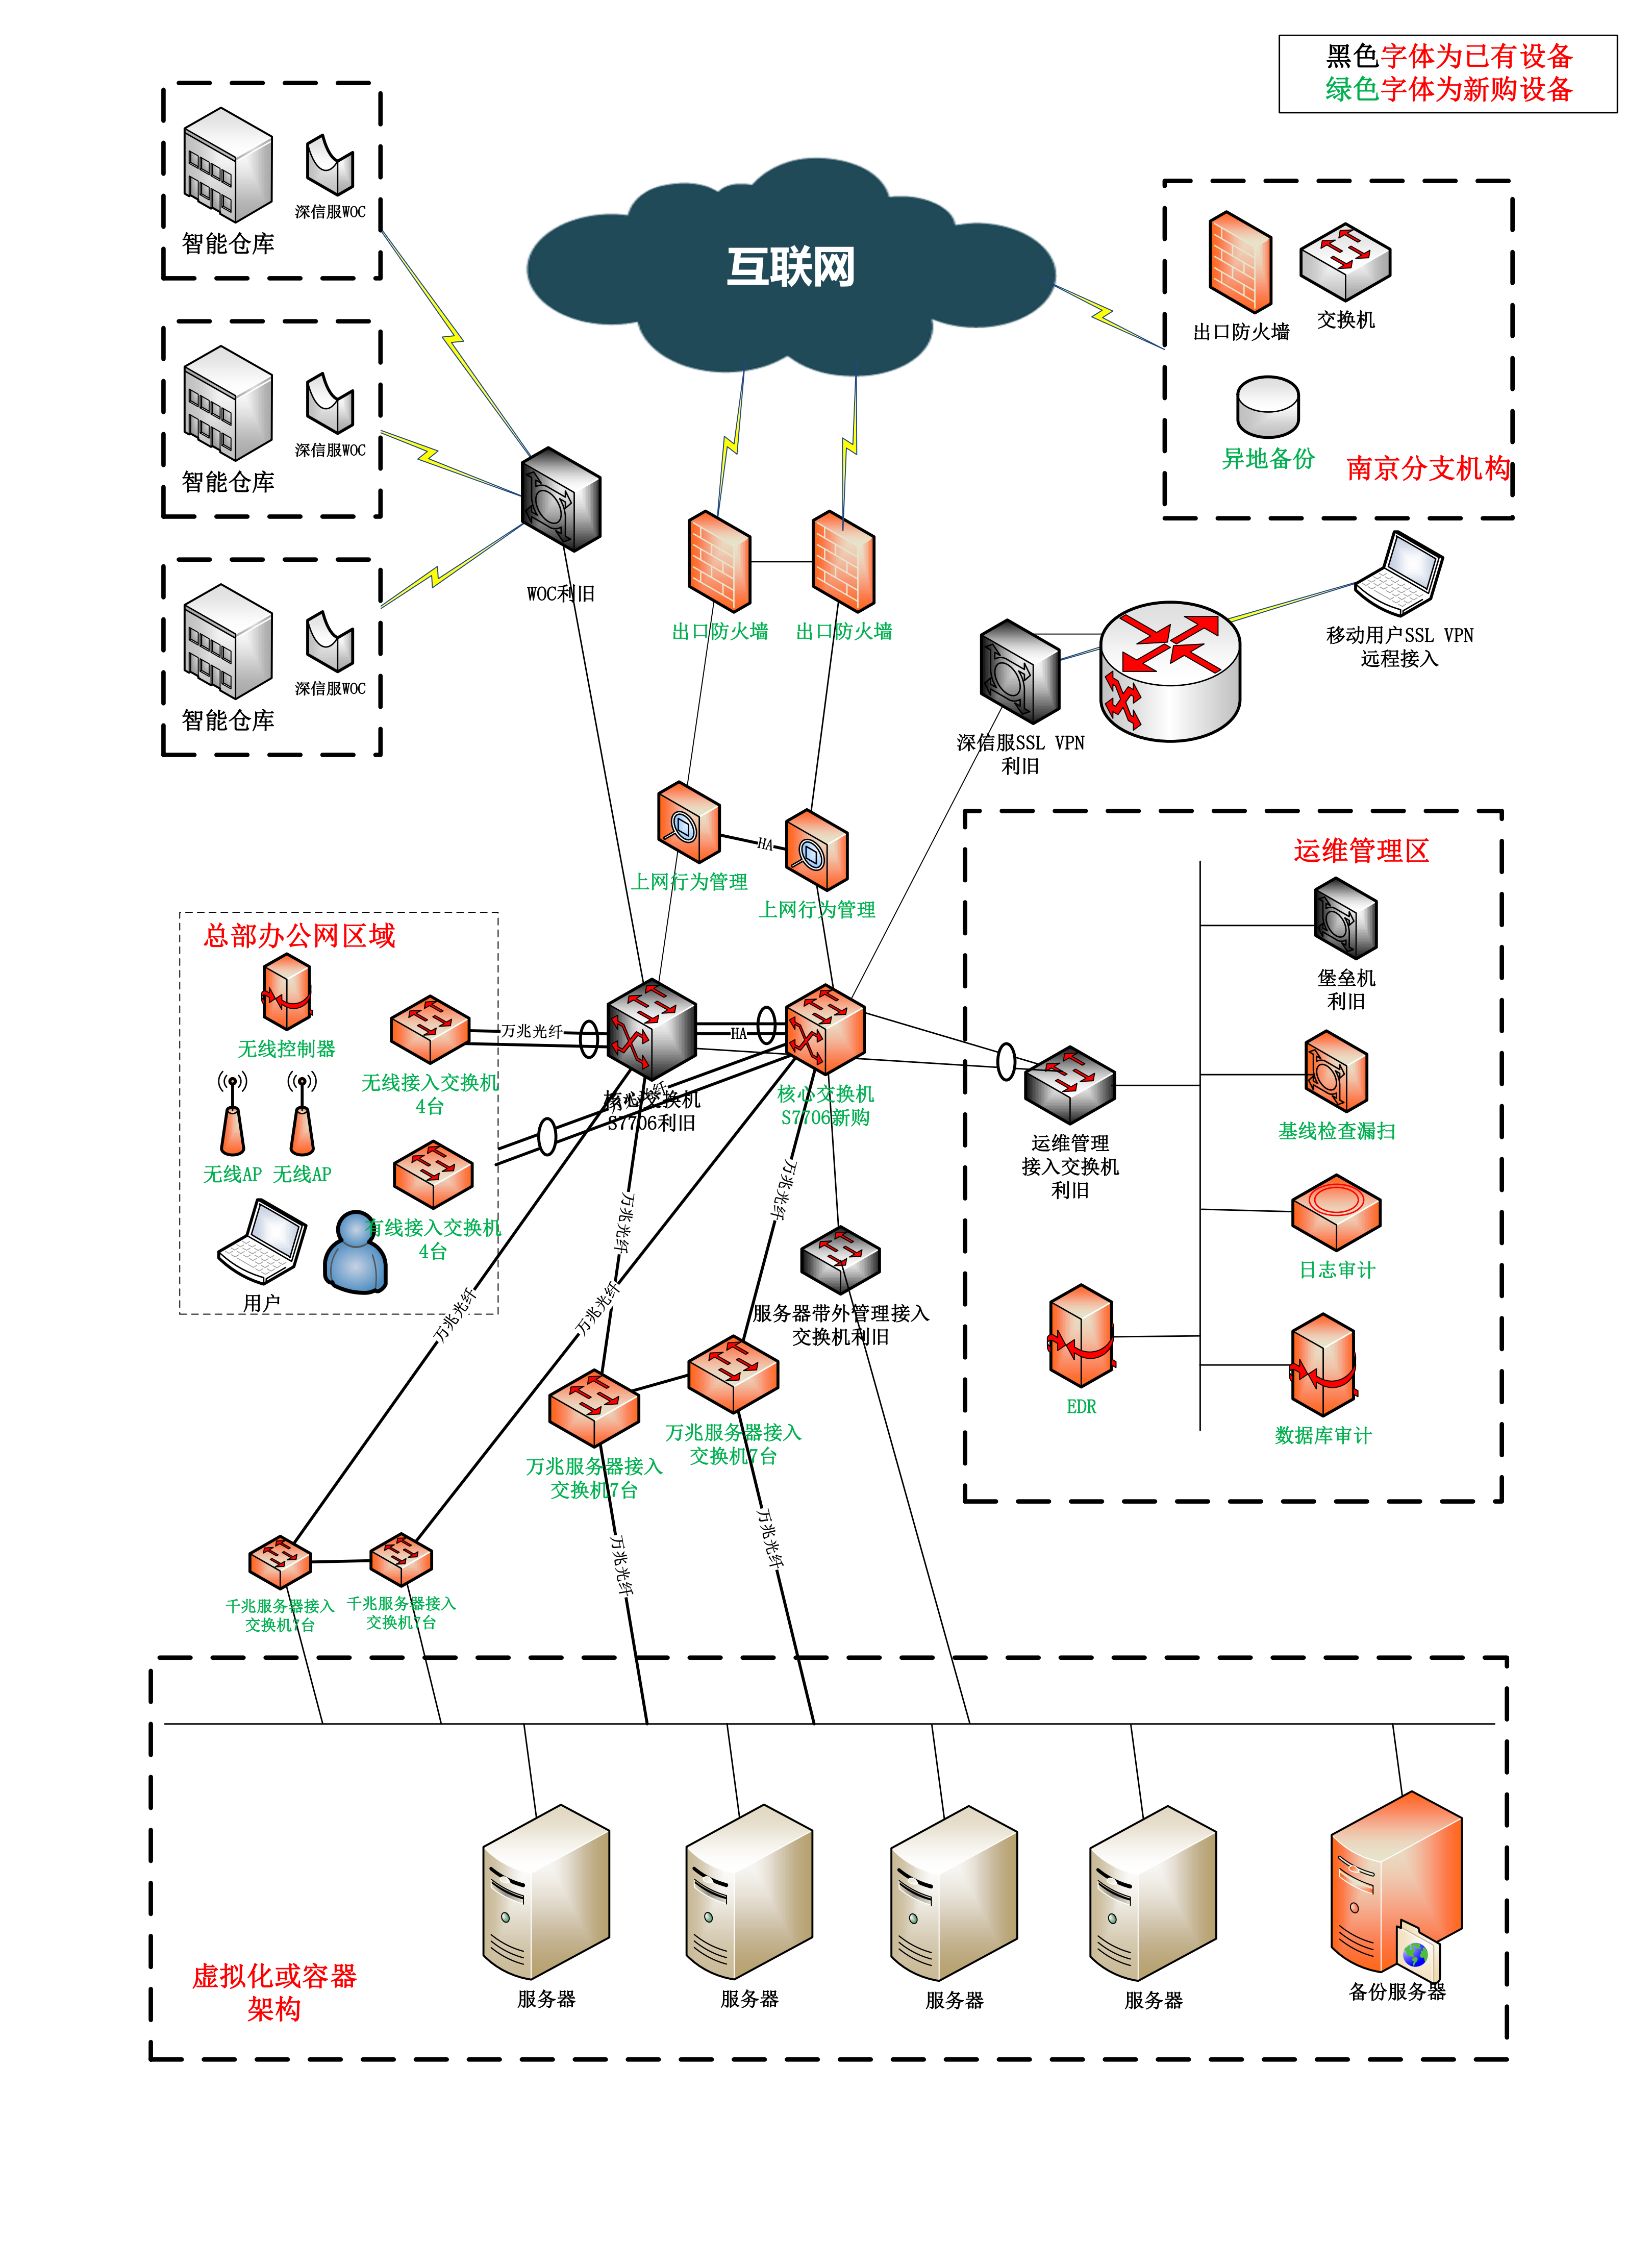 黑色字体为已有设备
绿色字体为新购设备
智能仓库
深信服WOC
智能仓库
深信服WOC
智能仓库
深信服WOC
互联网
出口防火墙
交换机
异地备份
南京分支机构
WOC利旧
出口防火墙
出口防火墙
移动用户SSL VPN
远程接入
深信服SSL VPN
利旧
上网行为管理
HA
上网行为管理
运维管理区
堡垒机
利旧
基线检查漏扫
日志审计
数据库审计
EDR
运维管理
接入交换机
利旧
总部办公网区域
无线控制器
无线接入交换机
4台
无线AP
无线AP
有线接入交换机
4台
用户
万兆光纤
HA
万兆光纤
核心交换机
S7706利旧
核心交换机
S7706新购
万兆光纤
万兆光纤
万兆光纤
万兆光纤
服务器带外管理接入
交换机利旧
万兆服务器接入
交换机7台
万兆服务器接入
交换机7台
万兆光纤
万兆光纤
千兆服务器接入
交换机7台
千兆服务器接入
交换机7台
虚拟化或容器
架构
服务器
服务器
服务器
服务器
备份服务器